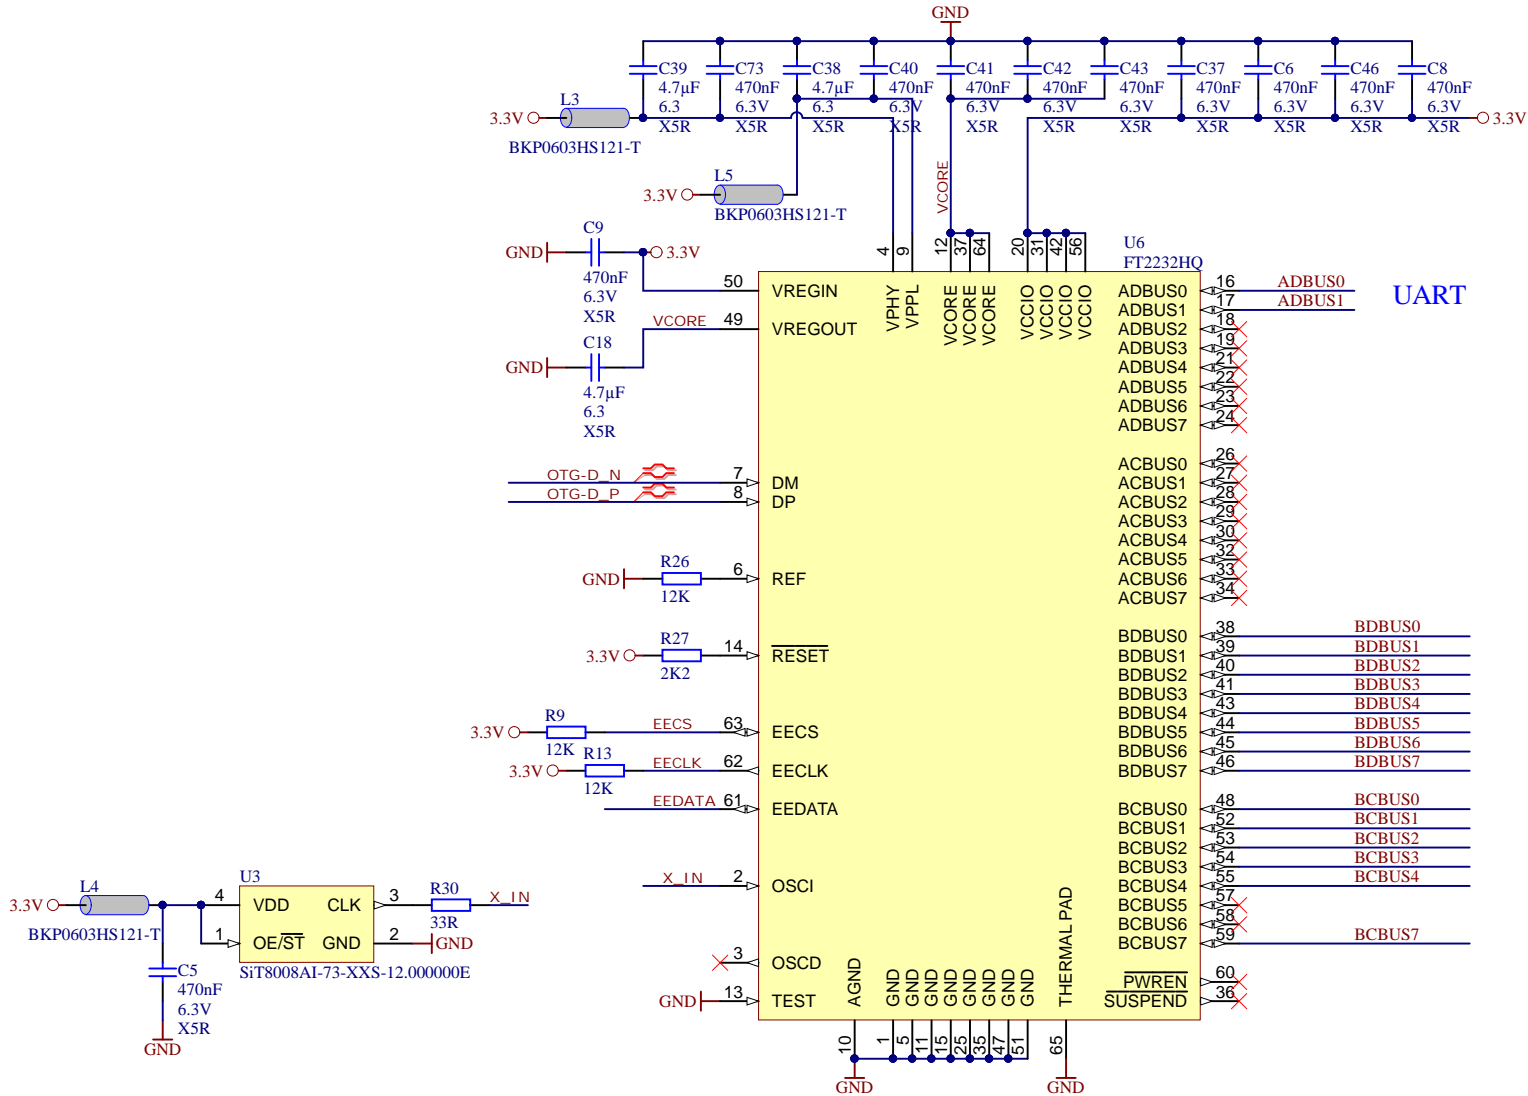 GND
C39
4.7µF
6.3
X5R
C73
470nF
6.3V
X5R
C38
4.7µF
6.3
X5R
C40
470nF
6.3V
X5R
C41
470nF
6.3V
X5R
C42
470nF
6.3V
X5R
C43
470nF
6.3V
X5R
C37
470nF
6.3V
X5R
C6
470nF
6.3V
X5R
C46
470nF
6.3V
X5R
C8
470nF
6.3V
X5R
3.3V
L3
3.3V
BKP0603HS121-T
L5
3.3V
BKP0603HS121-T
VCORE
C9
GND
3.3V
470nF
6.3V
X5R
VCORE
C18
GND
4.7µF
6.3
X5R
OTG-D_N
OTG-D_P
R26
GND
12K
R27
3.3V
2K2
R9
3.3V
12K
EECS
R13
3.3V
12K
EECLK
EEDATA
X_IN
GND
U6
FT2232HQ
4 VPHY
9 VPPL
12 VCORE
37 VCORE
64 VCORE
20 VCCIO
31 VCCIO
42 VCCIO
56 VCCIO
50 VREGIN
49 VREGOUT
7 DM
8 DP
6 REF
14 RESET
63 EECS
62 EECLK
61 EEDATA
2 OSCI
3 OSCD
13 TEST
ADBUS0 16 ADBUS0
ADBUS1 17 ADBUS1
UART
ADBUS2 18
ADBUS3 19
ADBUS4 21
ADBUS5 22
ADBUS6 23
ADBUS7 24
ACBUS0 26
ACBUS1 27
ACBUS2 28
ACBUS3 29
ACBUS4 30
ACBUS5 32
ACBUS6 33
ACBUS7 34
BDBUS0 38 BDBUS0
BDBUS1 39 BDBUS1
BDBUS2 40 BDBUS2
BDBUS3 41 BDBUS3
BDBUS4 43 BDBUS4
BDBUS5 44 BDBUS5
BDBUS6 45 BDBUS6
BDBUS7 46 BDBUS7
BCBUS0 48 BCBUS0
BCBUS1 52 BCBUS1
BCBUS2 53 BCBUS2
BCBUS3 54 BCBUS3
BCBUS4 55 BCBUS4
BCBUS5 57
BCBUS6 58
BCBUS7 59 BCBUS7
PWREN 60
SUSPEND 36
AGND 10
GND 1
GND 5
GND 11
GND 15
GND 25
GND 35
GND 47
GND 51
THERMAL PAD 65
GND
GND
L4
3.3V
BKP0603HS121-T
U3
4 VDD
1 OE/ST
CLK 3
GND 2
SiT8008AI-73-XXS-12.000000E
R30
33R
X_IN
GND
C5
470nF
6.3V
X5R
GND